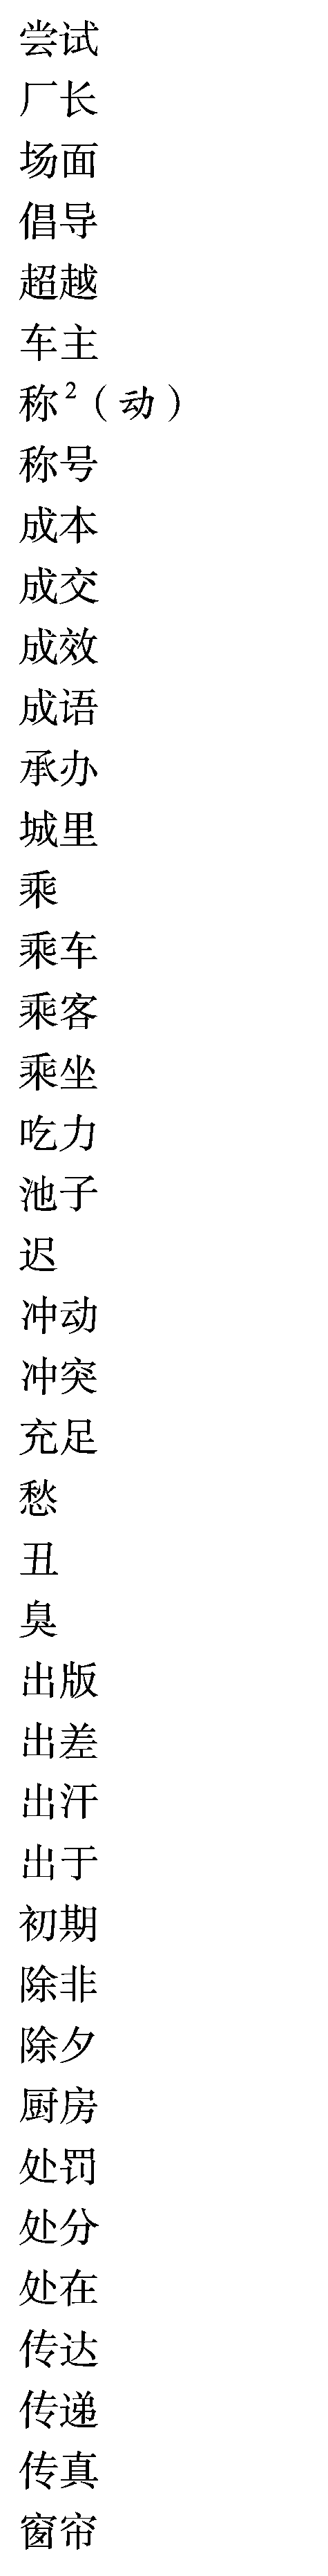 尝试
厂长
场面
倡导
超越
车主
称²（动）
称号
成本
成交
成效
成语
承办
城里
乘
乘车
乘客
乘坐
吃力
池子
迟
冲动
冲突
充足
愁
丑
臭
出版
出差
出汗
出于
初期
除非
除夕
厨房
处罚
处分
处在
传达
传递
传真
窗帘